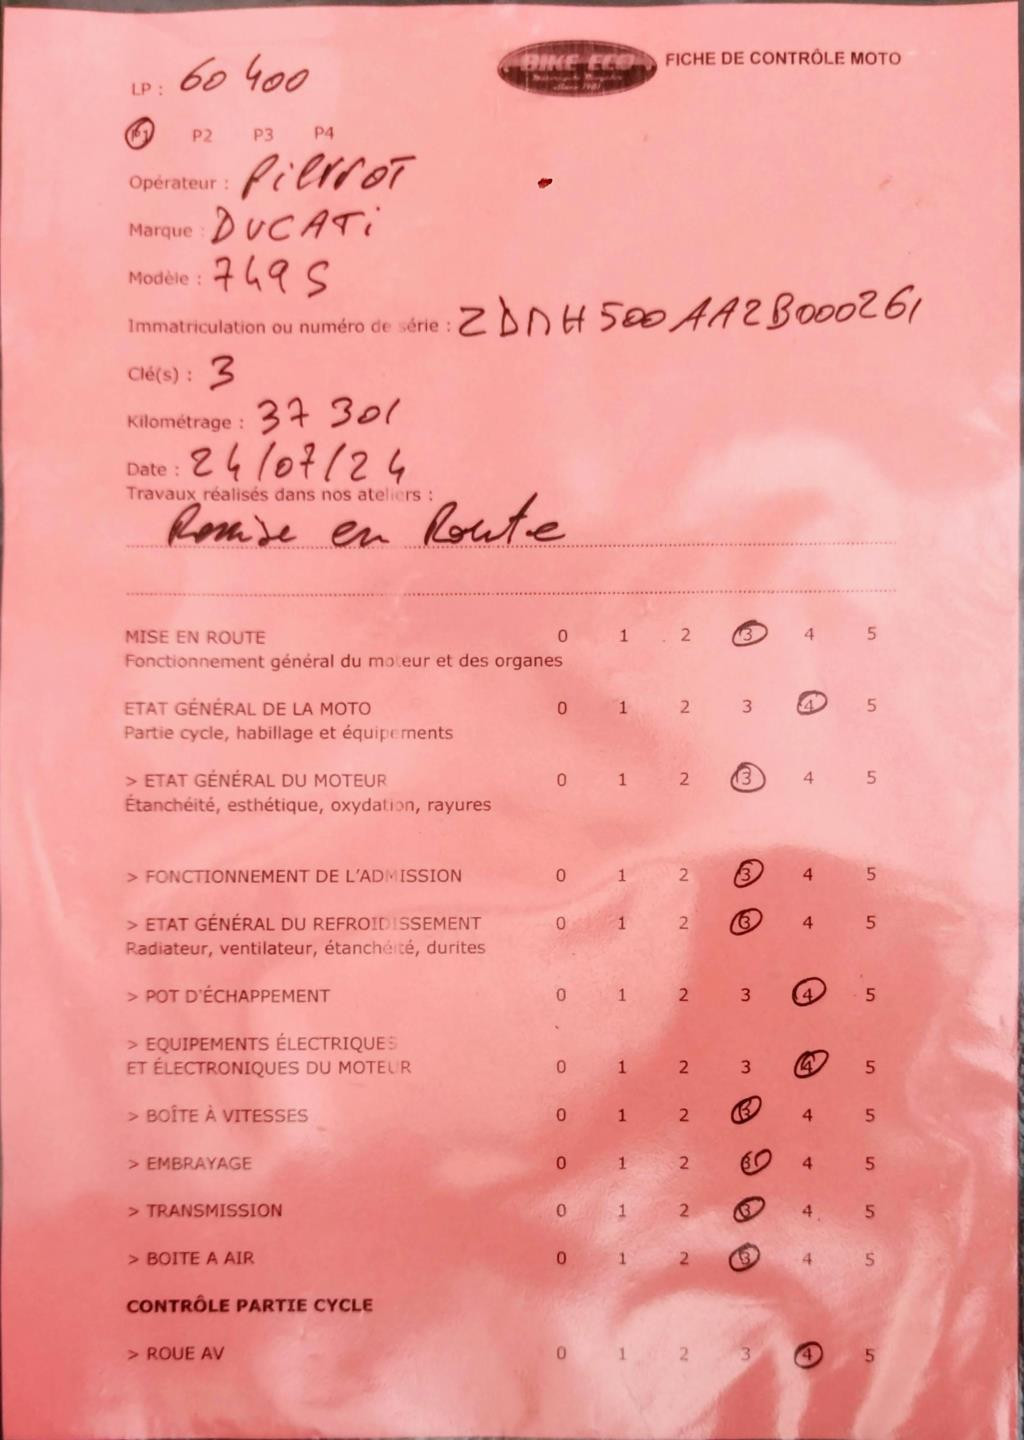 BIKE-ECO
FICHE DE CONTRÔLE MOTO
LP : 60 400
P1 P2 P3 P4
Opérateur : PiERROT
Marque : DUCATi
Modèle : 749 S
Immatriculation ou numéro de série : ZDMH500AA2B000261
Clé(s) : 3
Kilométrage : 37 301
Date : 24/07/24
Travaux réalisés dans nos ateliers :
Remise en Route
MISE EN ROUTE 0 1 2 3 4 5
Fonctionnement général du moteur et des organes
ETAT GÉNÉRAL DE LA MOTO 0 1 2 3 4 5
Partie cycle, habillage et équipements
> ETAT GÉNÉRAL DU MOTEUR 0 1 2 3 4 5
Étanchéité, esthétique, oxydation, rayures
> FONCTIONNEMENT DE L'ADMISSION 0 1 2 3 4 5
> ETAT GÉNÉRAL DU REFROIDISSEMENT 0 1 2 3 4 5
Radiateur, ventilateur, étanchéité, durites
> POT D'ÉCHAPPEMENT 0 1 2 3 4 5
> EQUIPEMENTS ÉLECTRIQUES
ET ÉLECTRONIQUES DU MOTEUR 0 1 2 3 4 5
> BOÎTE À VITESSES 0 1 2 3 4 5
> EMBRAYAGE 0 1 2 3 4 5
> TRANSMISSION 0 1 2 3 4 5
> BOITE A AIR 0 1 2 3 4 5
CONTRÔLE PARTIE CYCLE
> ROUE AV 0 1 2 3 4 5